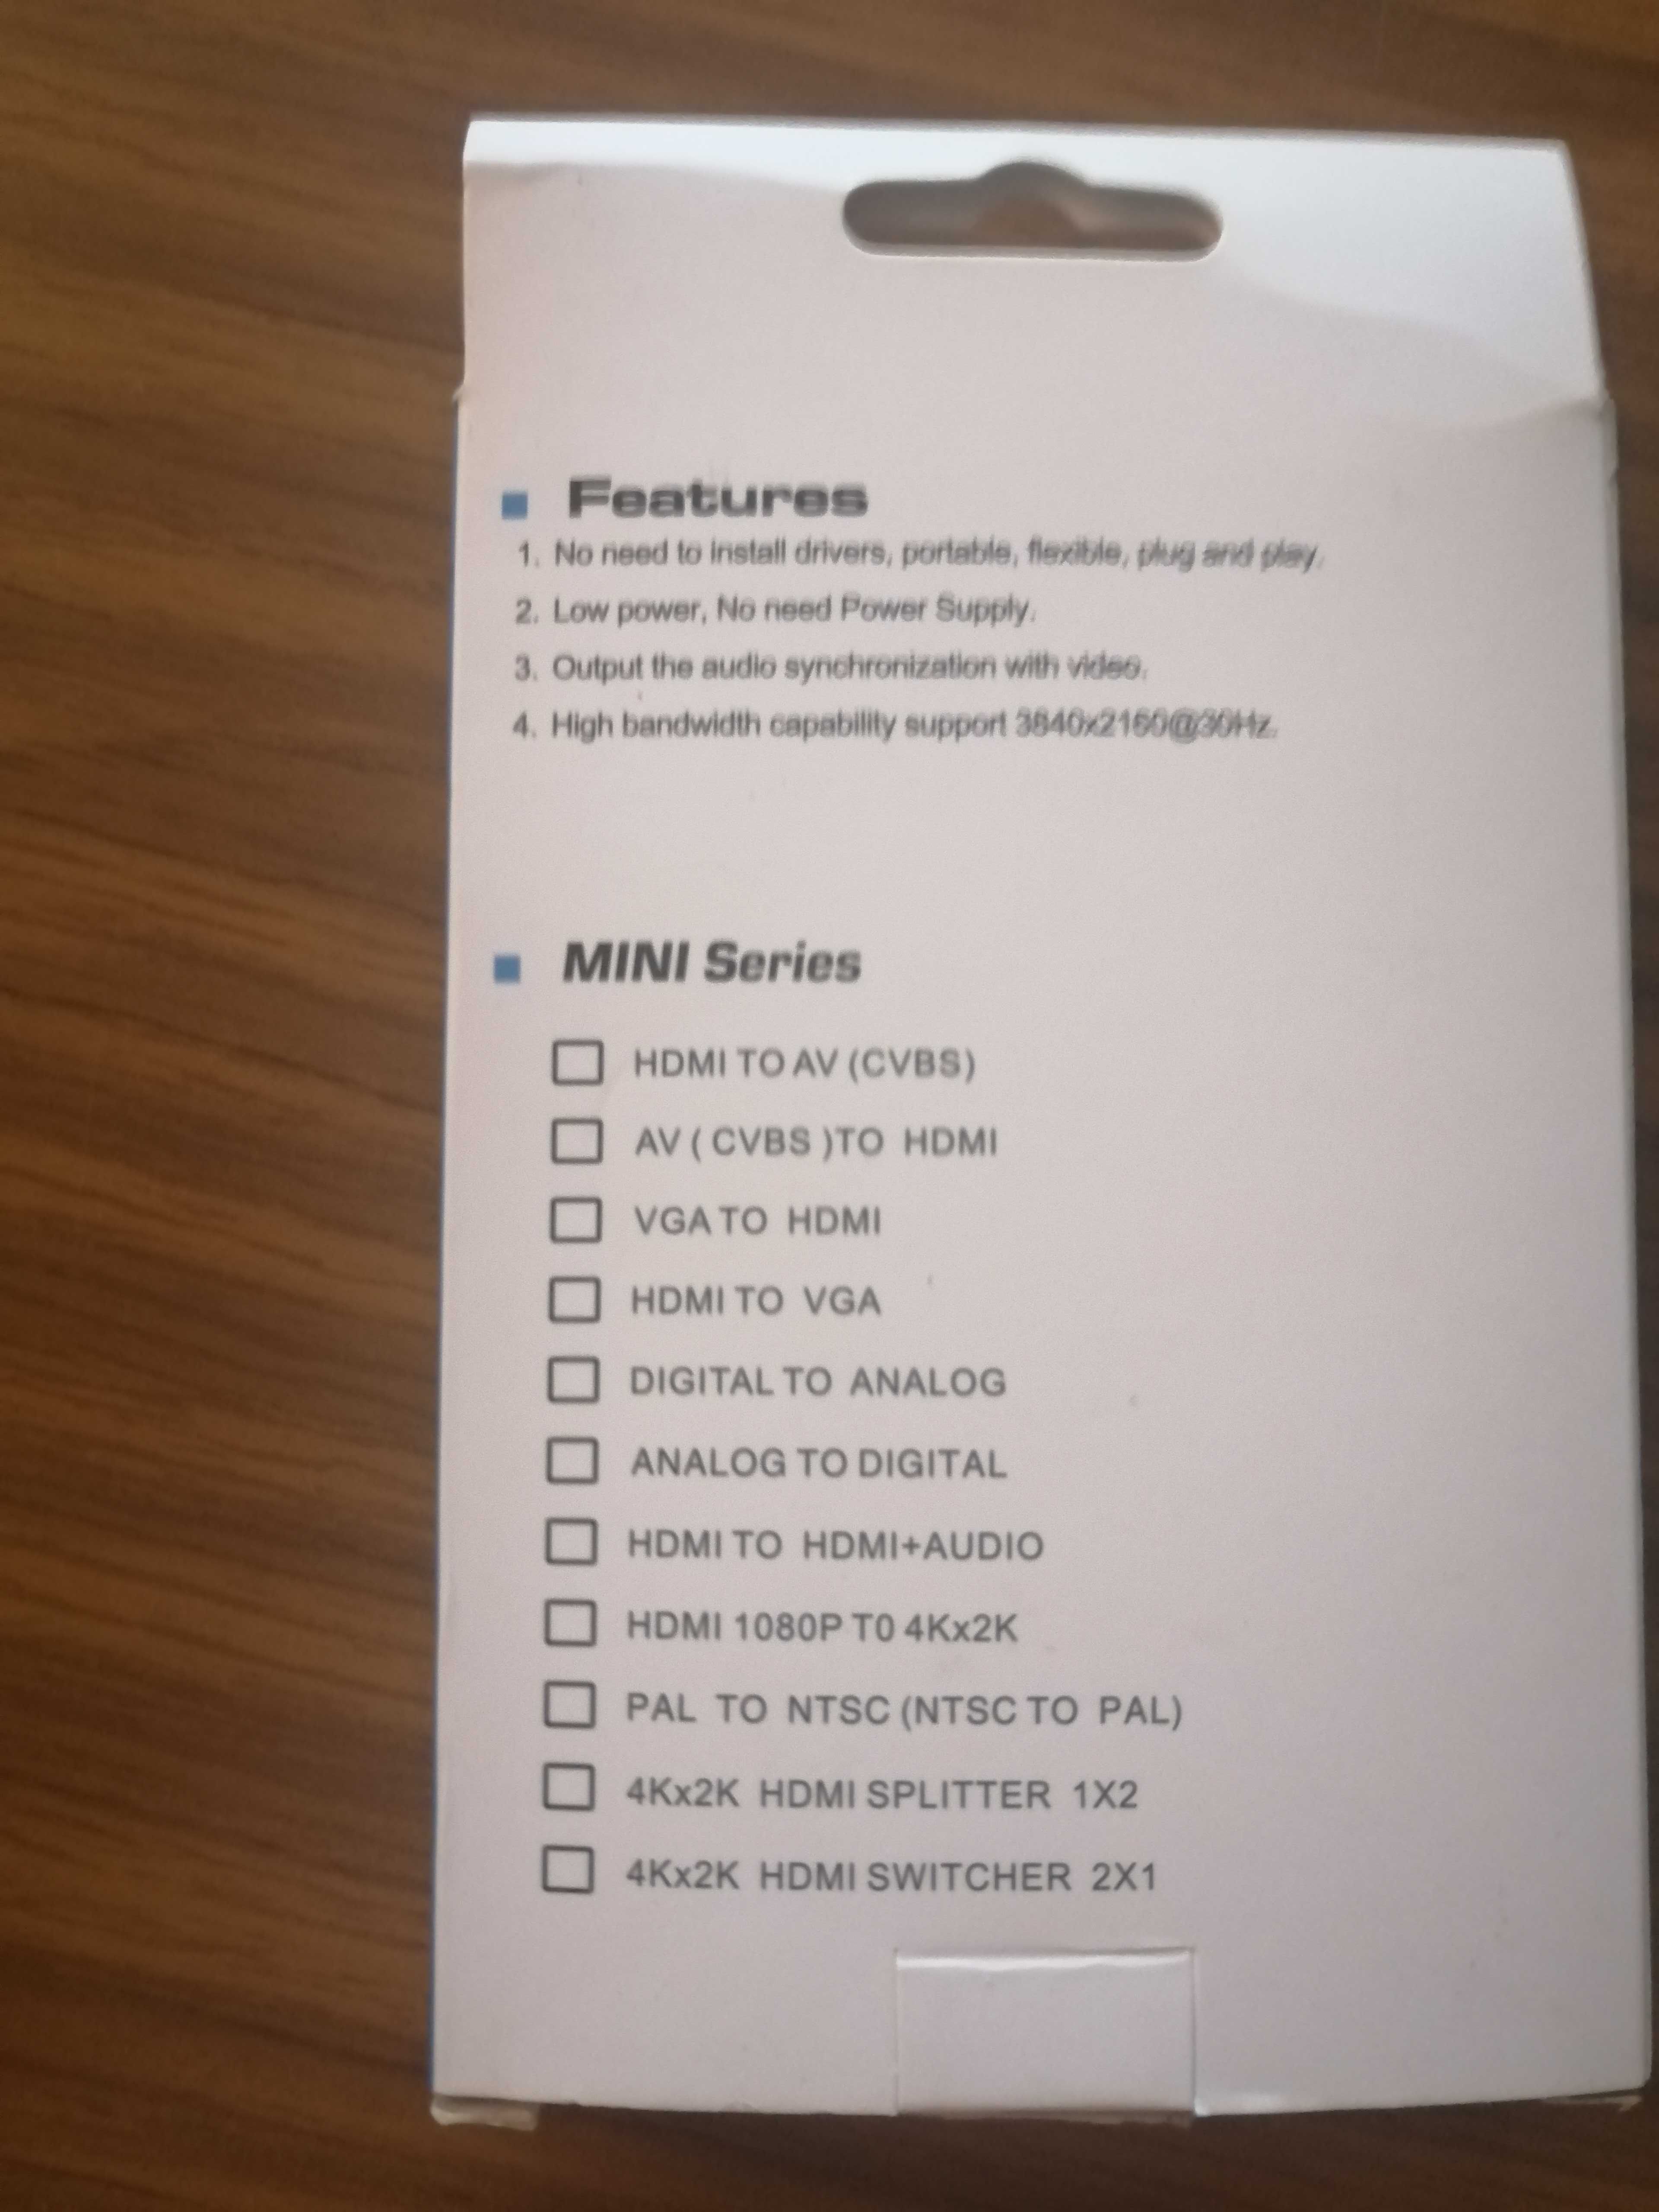 Features
1. No need to install drivers, portable, flexible, plug and play.
2. Low power, No need Power Supply.
3. Output the audio synchronization with video.
4. High bandwidth capability support 3840x2160@30Hz.
MINI Series
HDMI TO AV (CVBS)
AV ( CVBS )TO HDMI
VGA TO HDMI
HDMI TO VGA
DIGITAL TO ANALOG
ANALOG TO DIGITAL
HDMI TO HDMI+AUDIO
HDMI 1080P T0 4Kx2K
PAL TO NTSC (NTSC TO PAL)
4Kx2K HDMI SPLITTER 1X2
4Kx2K HDMI SWITCHER 2X1